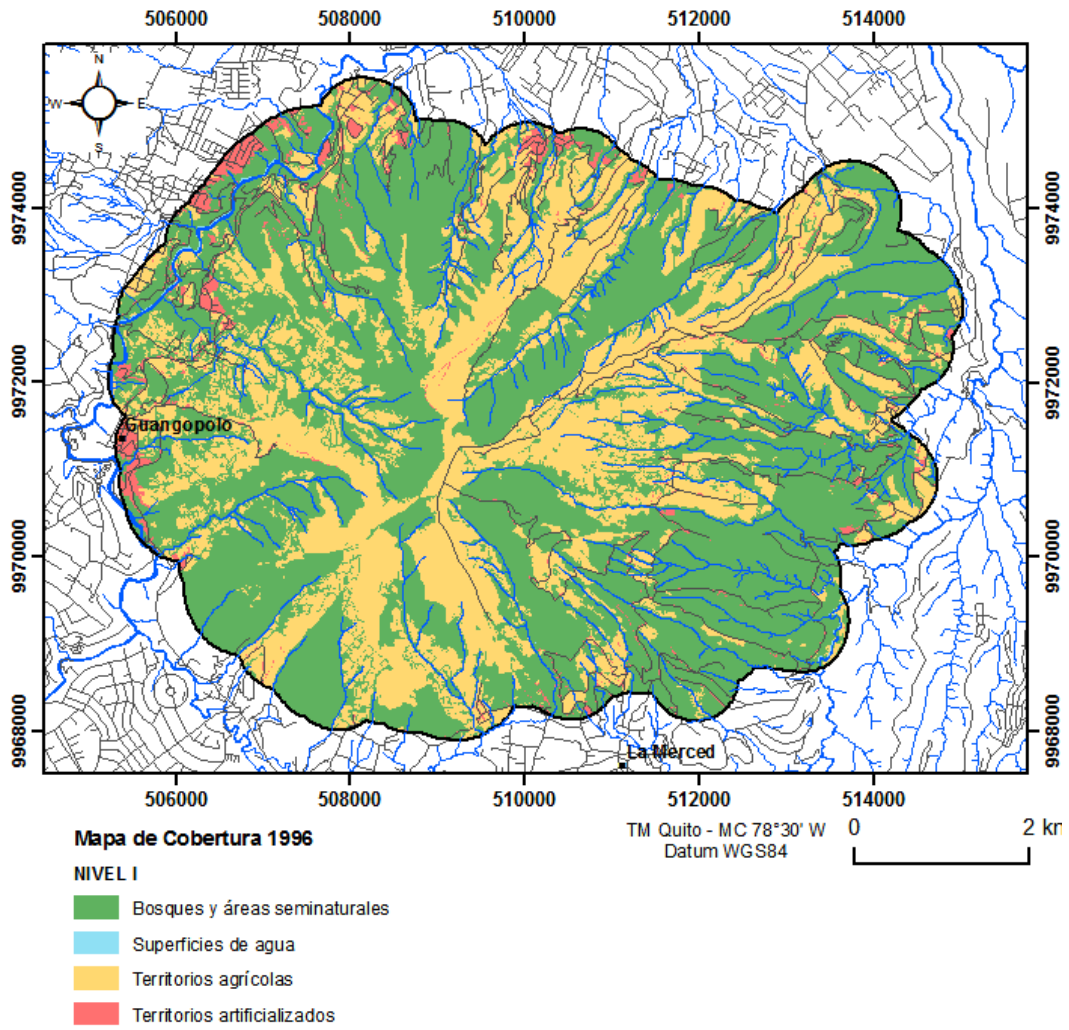 506000 508000 510000 512000 514000
N
W E
S
9974000 9974000
9972000 9972000
Guangopolo
9970000 9970000
9968000 9968000
La Merced
506000 508000 510000 512000 514000
Mapa de Cobertura 1996
TM Quito - MC 78°30' W
Datum WGS84
0 2 km
NIVEL I
Bosques y áreas seminaturales
Superficies de agua
Territorios agrícolas
Territorios artificializados